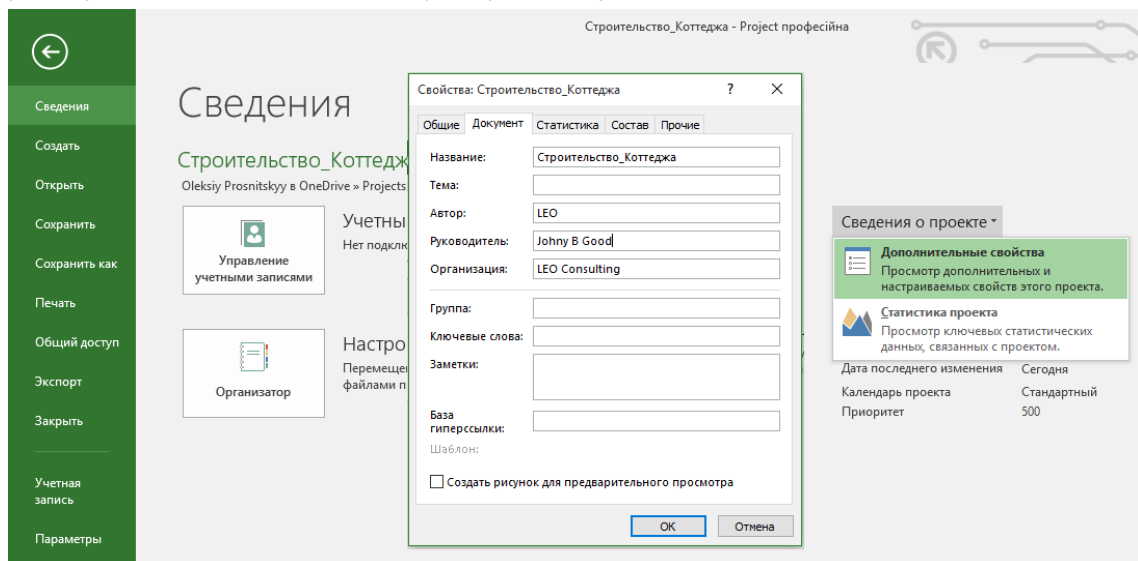 Строительство_Коттеджа - Project професійна
Сведения
Создать
Открыть
Сохранить
Сохранить как
Печать
Общий доступ
Экспорт
Закрыть
Учетная
запись
Параметры
Сведения
Строительство_Коттедж
Oleksiy Prosnitskyy в OneDrive » Projects
Управление
учетными записями
Учетны
Нет подклю
Организатор
Настро
Перемеще
файлами п
Свойства: Строительство_Коттеджа ? X
Общие Документ Статистика Состав Прочие
Название: Строительство_Коттеджа
Тема:
Автор: LEO
Руководитель: Johny B Good
Организация: LEO Consulting
Группа:
Ключевые слова:
Заметки:
База
гиперссылки:
Шаблон:
Создать рисунок для предварительного просмотра
OK Отмена
Сведения о проекте
Дополнительные свойства
Просмотр дополнительных и
настраиваемых свойств этого проекта.
Статистика проекта
Просмотр ключевых статистических
данных, связанных с проектом.
Дата последнего изменения Сегодня
Календарь проекта Стандартный
Приоритет 500